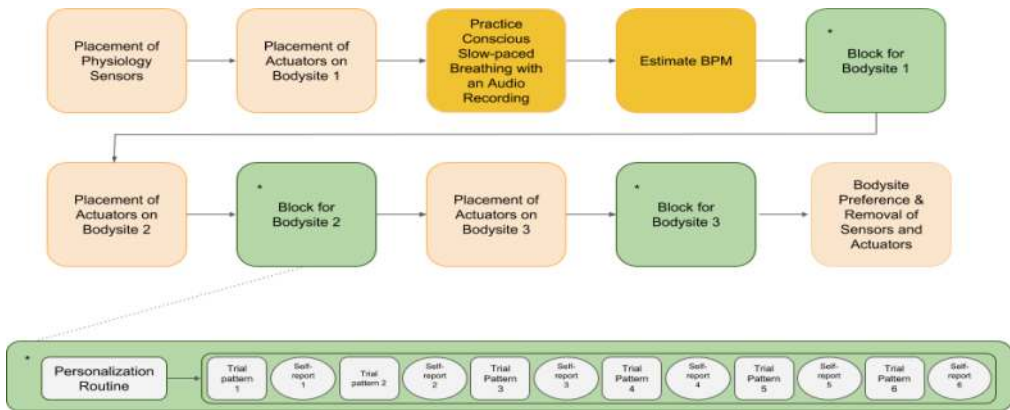 Placement of
Physiology
Sensors
Placement of
Actuators on
Bodysite 1
Practice
Conscious
Slow-paced
Breathing with
an Audio
Recording
Estimate BPM
*
Block for
Bodysite 1
Placement of
Actuators on
Bodysite 2
*
Block for
Bodysite 2
Placement of
Actuators on
Bodysite 3
*
Block for
Bodysite 3
Bodysite
Preference &
Removal of
Sensors and
Actuators
*
Personalization
Routine
Trial
pattern
1
Self-
report
1
Trial
pattern 2
Self-
report
2
Trial
Pattern
3
Self-
report
3
Trial
Pattern
4
Self-
report
4
Trial
Pattern
5
Self-
report
5
Trial
Pattern
6
Self-
report
6